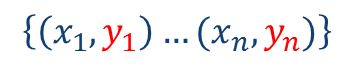 {(x₁,y₁) … (xₙ,yₙ)}